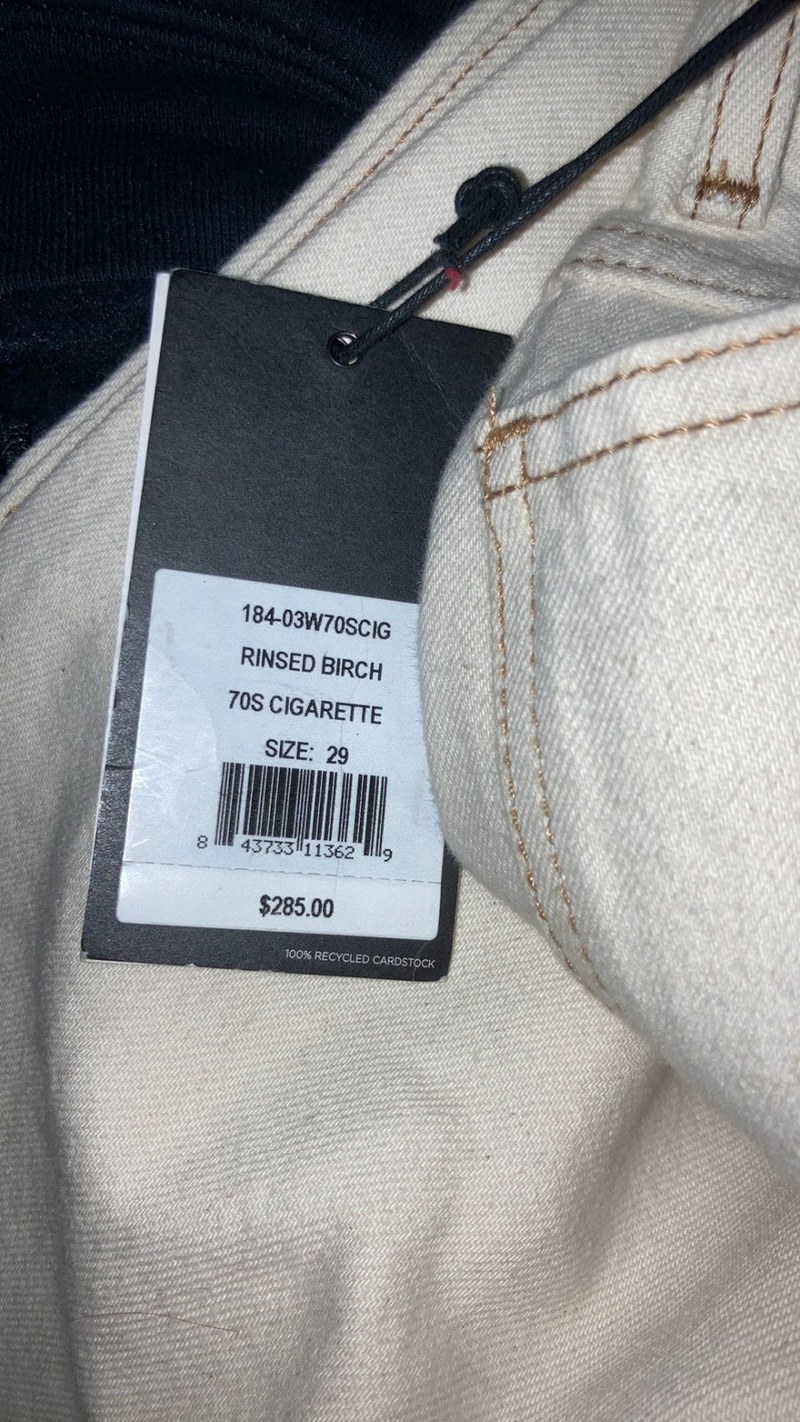 184-03W70SCIG
RINSED BIRCH
70S CIGARETTE
SIZE: 29
8 43733 11362 9
$285.00
100% RECYCLED CARDSTOCK